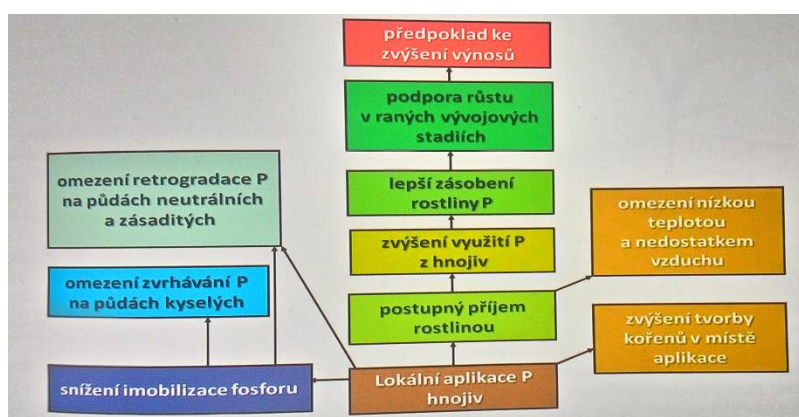 předpoklad ke
zvýšení výnosů
podpora růstu
v raných vývojových
stadiích
omezení retrogradace P
na půdách neutrálních
a zásaditých
lepší zásobení
rostliny P
omezení nízkou
teplotou
a nedostatkem
vzduchu
zvýšení využití P
z hnojiv
omezení zvrhávání P
na půdách kyselých
postupný příjem
rostlinou
zvýšení tvorby
kořenů v místě
aplikace
snížení imobilizace fosforu
Lokální aplikace P
hnojiv